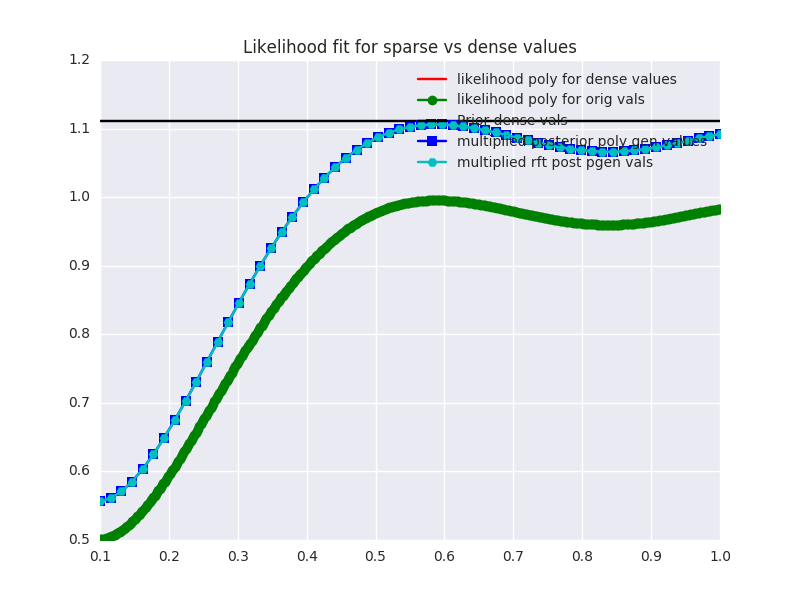 Likelihood fit for sparse vs dense values
1.2
1.1
1.0
0.9
0.8
0.7
0.6
0.5
likelihood poly for dense values
likelihood poly for orig vals
Prior dense vals
multiplied posterior poly gen values
multiplied rft post pgen vals
0.1 0.2 0.3 0.4 0.5 0.6 0.7 0.8 0.9 1.0